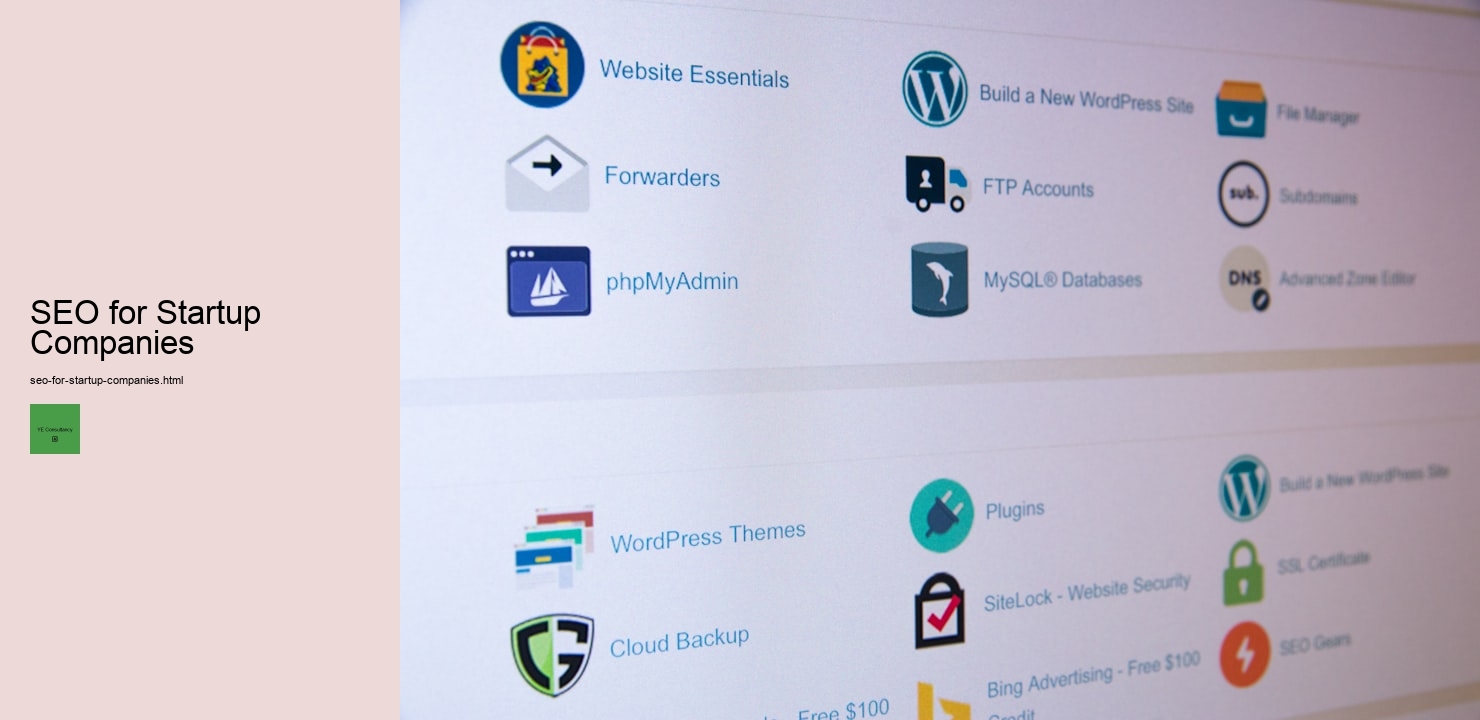 SEO for Startup
Companies
seo-for-startup-companies.html
YE Consultancy
Website Essentials
Build a New WordPress Site
File Manager
Forwarders
FTP Accounts
sub.
Subdomains
phpMyAdmin
MySQL® Databases
DNS
Advanced Zone Editor
WordPress Themes
Plugins
Build a New WordPress Site
SiteLock - Website Security
SSL Certificate
Cloud Backup
Bing Advertising - Free $100
Credit
SEO Gears
Free $100